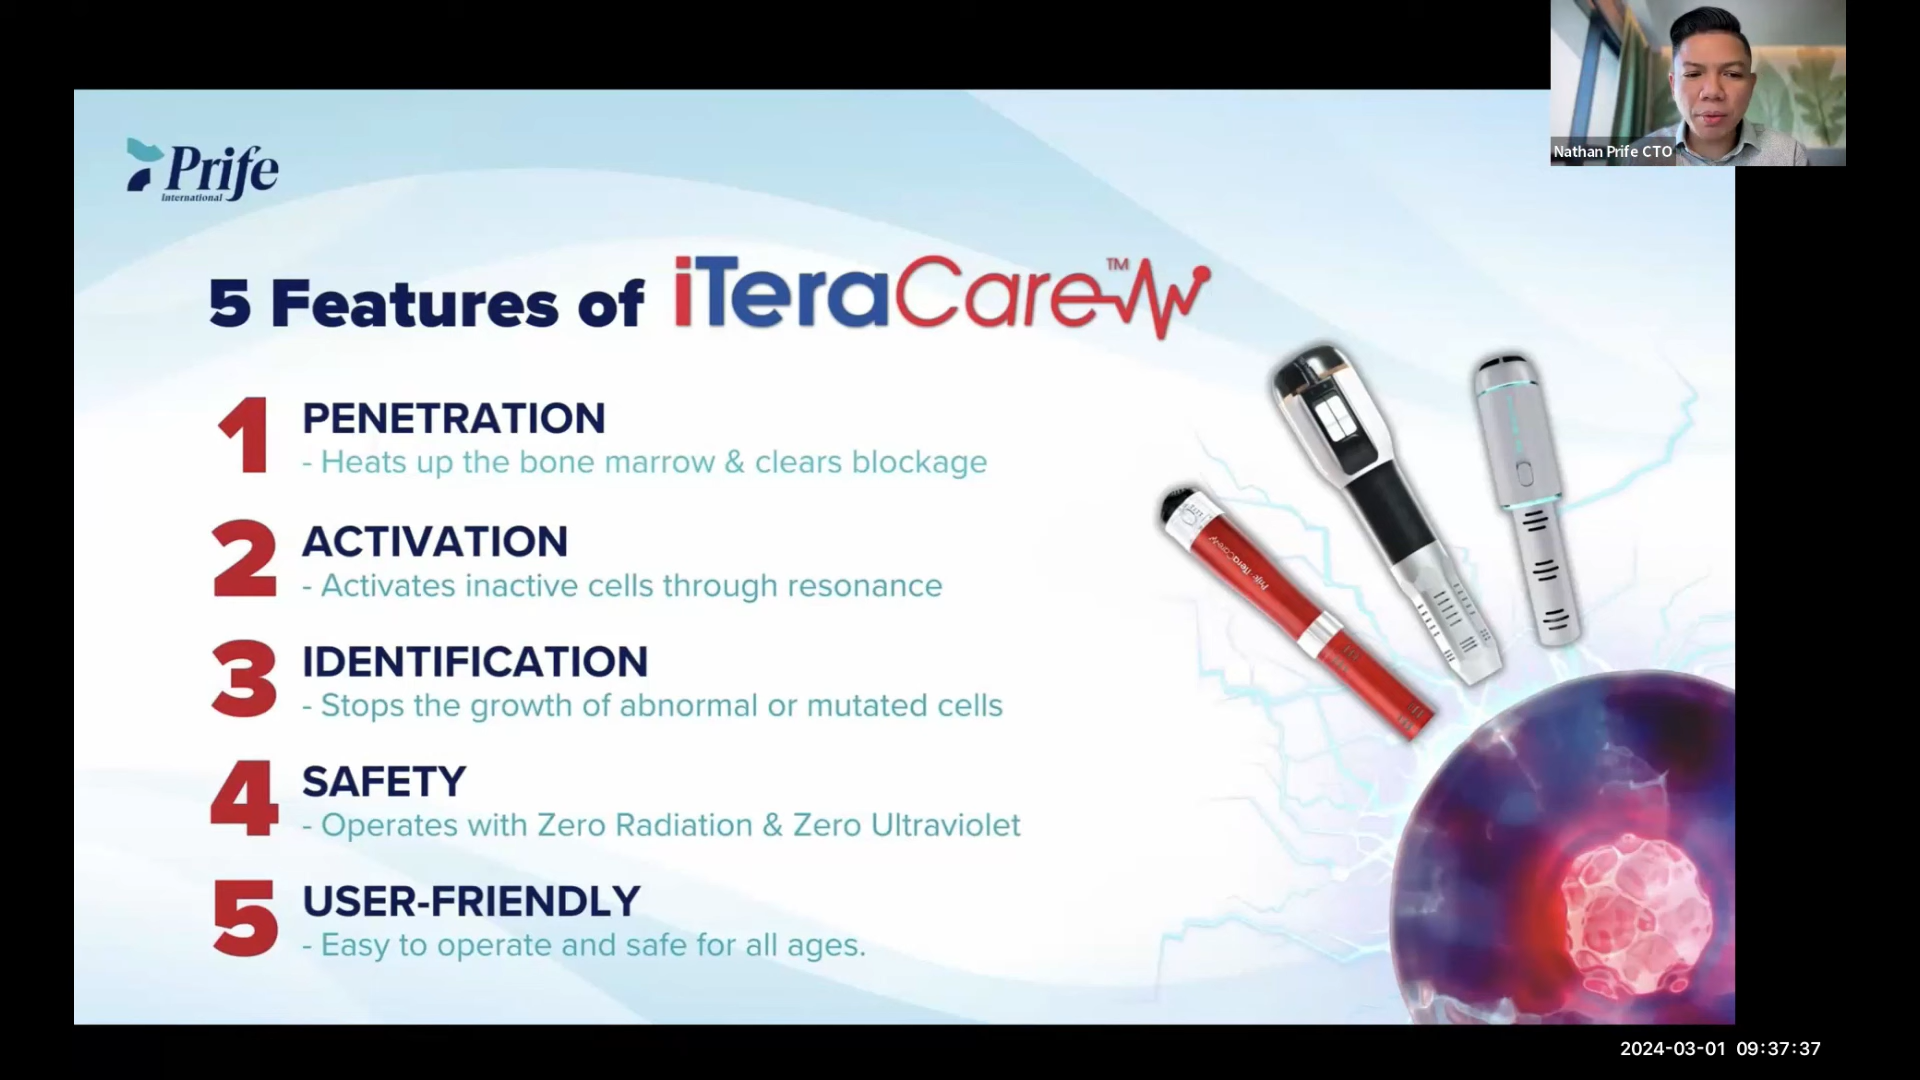 Nathan Prife CTO
Prife
International
5 Features of iTeraCare™
1 PENETRATION
- Heats up the bone marrow & clears blockage
2 ACTIVATION
- Activates inactive cells through resonance
3 IDENTIFICATION
- Stops the growth of abnormal or mutated cells
4 SAFETY
- Operates with Zero Radiation & Zero Ultraviolet
5 USER-FRIENDLY
- Easy to operate and safe for all ages.
Prife iTeraCare
2024-03-01 09:37:37